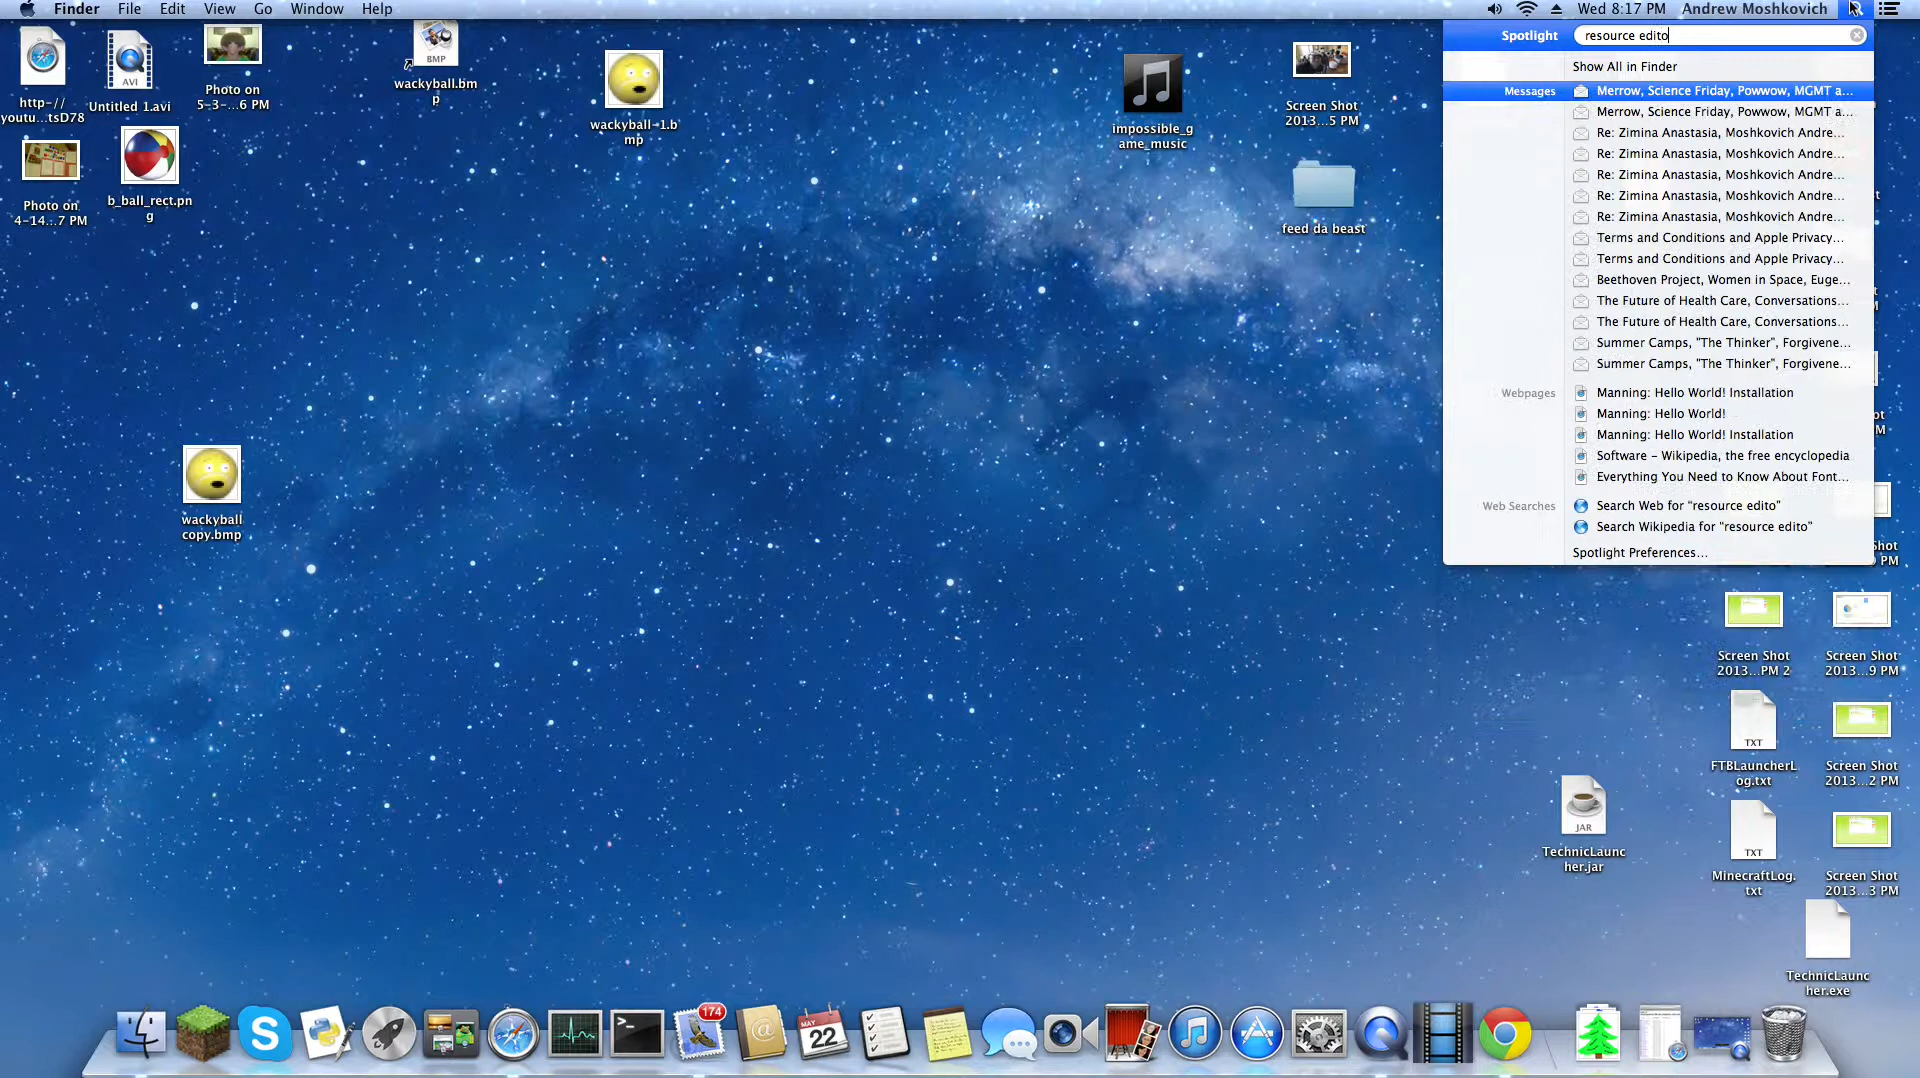 Finder File Edit View Go Window Help
Wed 8:17 PM Andrew Moshkovich
Spotlight resource edito
Show All in Finder
Messages Merrow, Science Friday, Powwow, MGMT a...
Merrow, Science Friday, Powwow, MGMT a...
Re: Zimina Anastasia, Moshkovich Andre...
Re: Zimina Anastasia, Moshkovich Andre...
Re: Zimina Anastasia, Moshkovich Andre...
Re: Zimina Anastasia, Moshkovich Andre...
Re: Zimina Anastasia, Moshkovich Andre...
Terms and Conditions and Apple Privacy...
Terms and Conditions and Apple Privacy...
Beethoven Project, Women in Space, Euge...
The Future of Health Care, Conversations...
The Future of Health Care, Conversations...
Summer Camps, "The Thinker", Forgivene...
Summer Camps, "The Thinker", Forgivene...
Webpages Manning: Hello World! Installation
Manning: Hello World!
Manning: Hello World! Installation
Software - Wikipedia, the free encyclopedia
Everything You Need to Know About Font...
Web Searches Search Web for “resource edito”
Search Wikipedia for “resource edito”
Spotlight Preferences...
http-//
youtu...tsD78
AVI
Untitled 1.avi
Photo on
5-3-...6 PM
BMP
wackyball.bm
p
wackyball-1.b
mp
impossible_g
ame_music
Screen Shot
2013...5 PM
Photo on
4-14...7 PM
b_ball_rect.pn
g
feed da beast
wackyball
copy.bmp
Screen Shot
2013...PM 2
Screen Shot
2013...9 PM
TXT
FTBLauncherL
og.txt
Screen Shot
2013...2 PM
JAR
TechnicLaunc
her.jar
TXT
MinecraftLog.
txt
Screen Shot
2013...3 PM
TechnicLaunc
her.exe
174
MAY
22